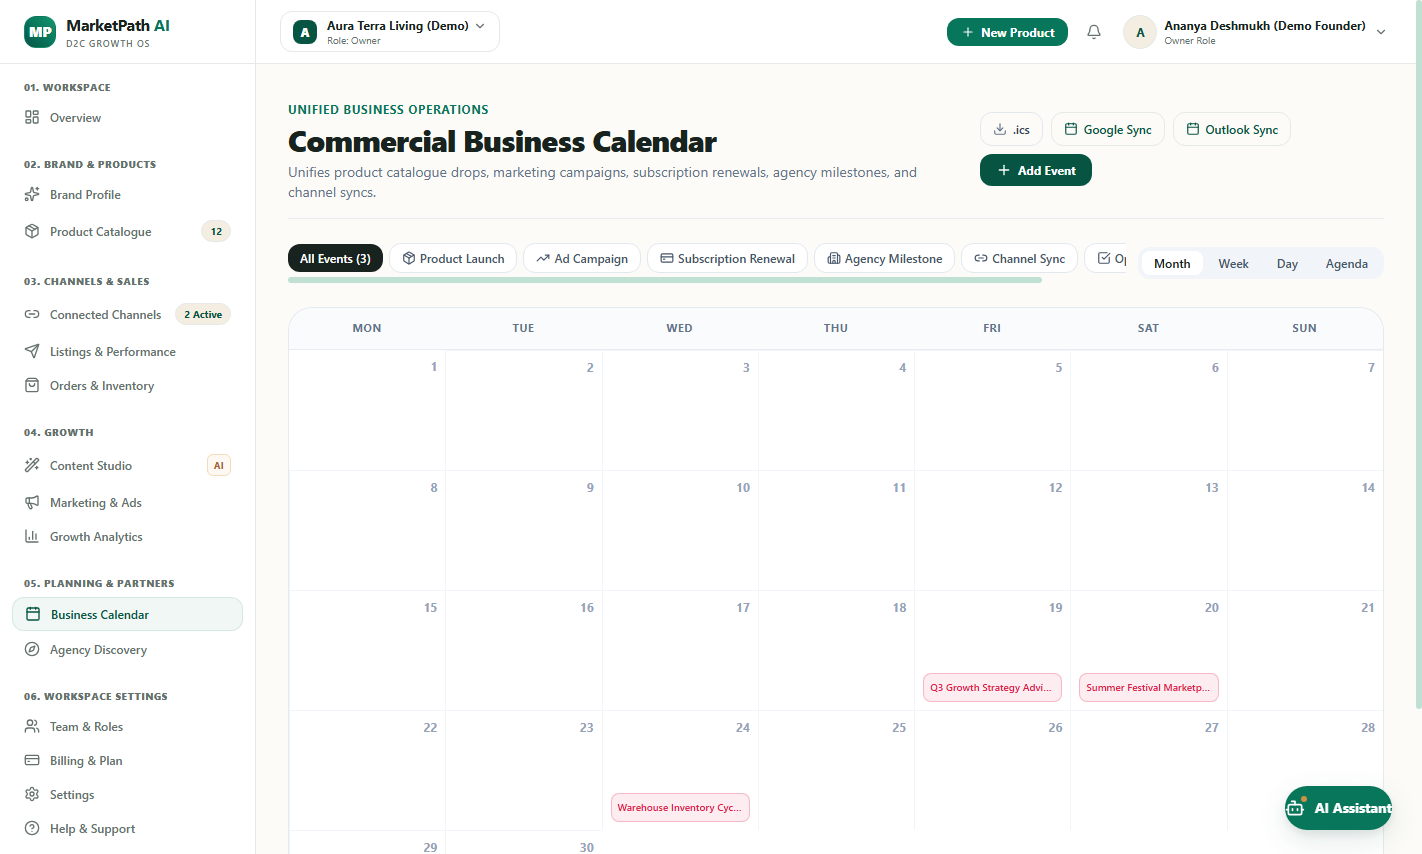 MP
MarketPath AI
D2C GROWTH OS
A
Aura Terra Living (Demo)
Role: Owner
New Product
A
Ananya Deshmukh (Demo Founder)
Owner Role
01. WORKSPACE
Overview
02. BRAND & PRODUCTS
Brand Profile
Product Catalogue
12
03. CHANNELS & SALES
Connected Channels
2 Active
Listings & Performance
Orders & Inventory
04. GROWTH
Content Studio
AI
Marketing & Ads
Growth Analytics
05. PLANNING & PARTNERS
Business Calendar
Agency Discovery
06. WORKSPACE SETTINGS
Team & Roles
Billing & Plan
Settings
Help & Support
UNIFIED BUSINESS OPERATIONS
Commercial Business Calendar
Unifies product catalogue drops, marketing campaigns, subscription renewals, agency milestones, and
channel syncs.
.ics
Google Sync
Outlook Sync
Add Event
All Events (3)
Product Launch
Ad Campaign
Subscription Renewal
Agency Milestone
Channel Sync
Month
Week
Day
Agenda
MON TUE WED THU FRI SAT SUN
1 2 3 4 5 6 7
8 9 10 11 12 13 14
15 16 17 18 19 20 21
Q3 Growth Strategy Advi...
Summer Festival Marketp...
22 23 24 25 26 27 28
Warehouse Inventory Cyc...
29 30
AI Assistant